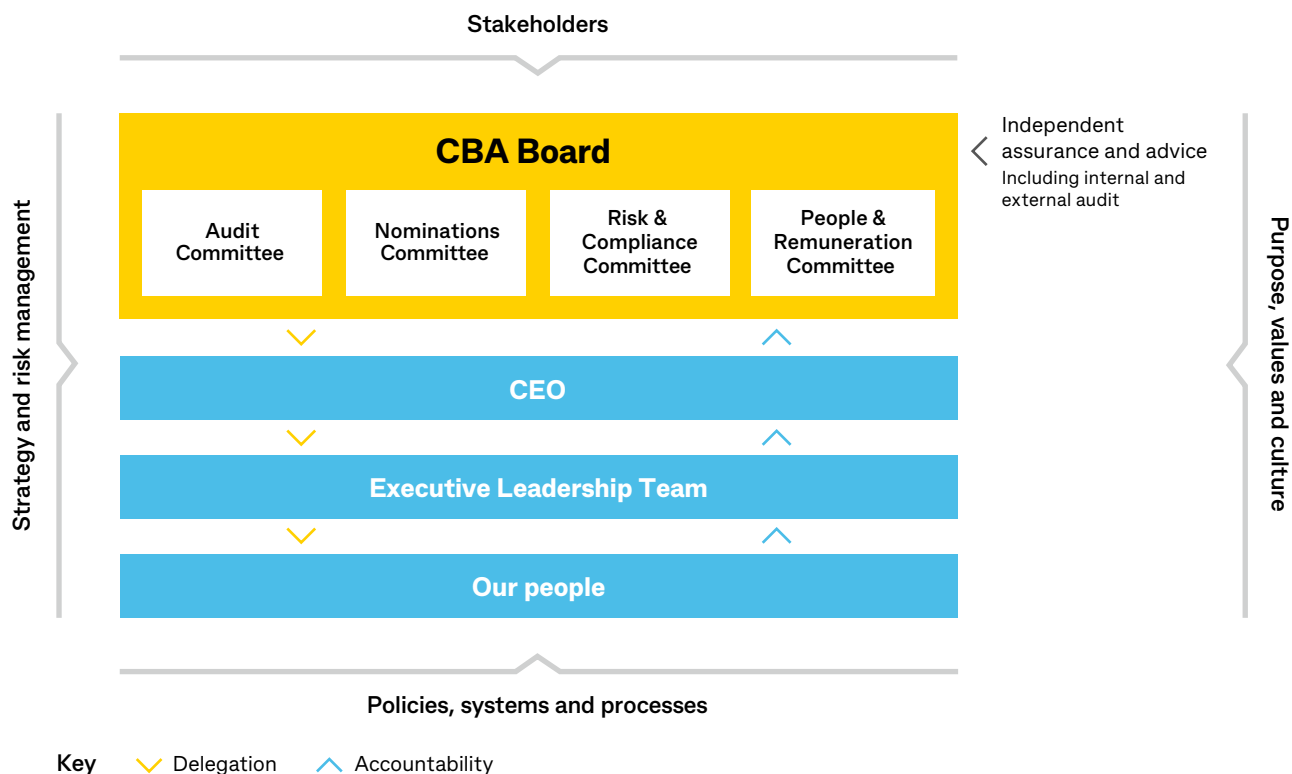 Stakeholders
CBA Board
Independent
assurance and advice
Including internal and
external audit
Audit
Committee
Nominations
Committee
Risk &
Compliance
Committee
People &
Remuneration
Committee
Strategy and risk management
Purpose, values and culture
CEO
Executive Leadership Team
Our people
Policies, systems and processes
Key Delegation Accountability